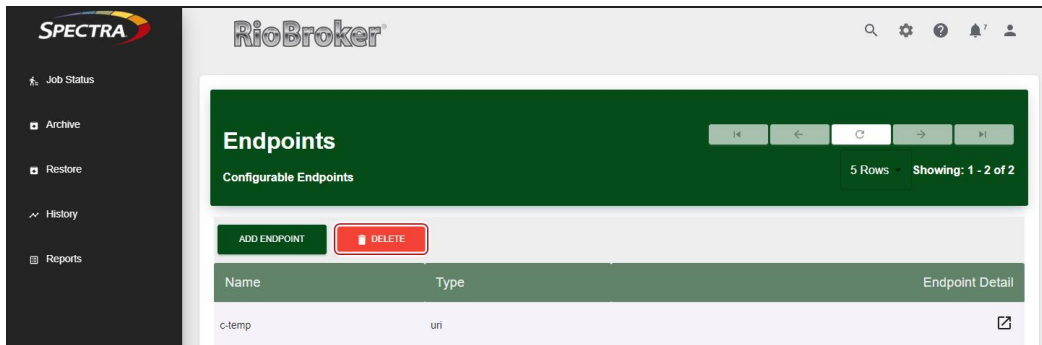 SPECTRA
RioBroker®
7
Job Status
Archive
Restore
History
Reports
Endpoints
Configurable Endpoints
5 Rows
Showing: 1 - 2 of 2
ADD ENDPOINT
DELETE
Name Type Endpoint Detail
c-temp uri